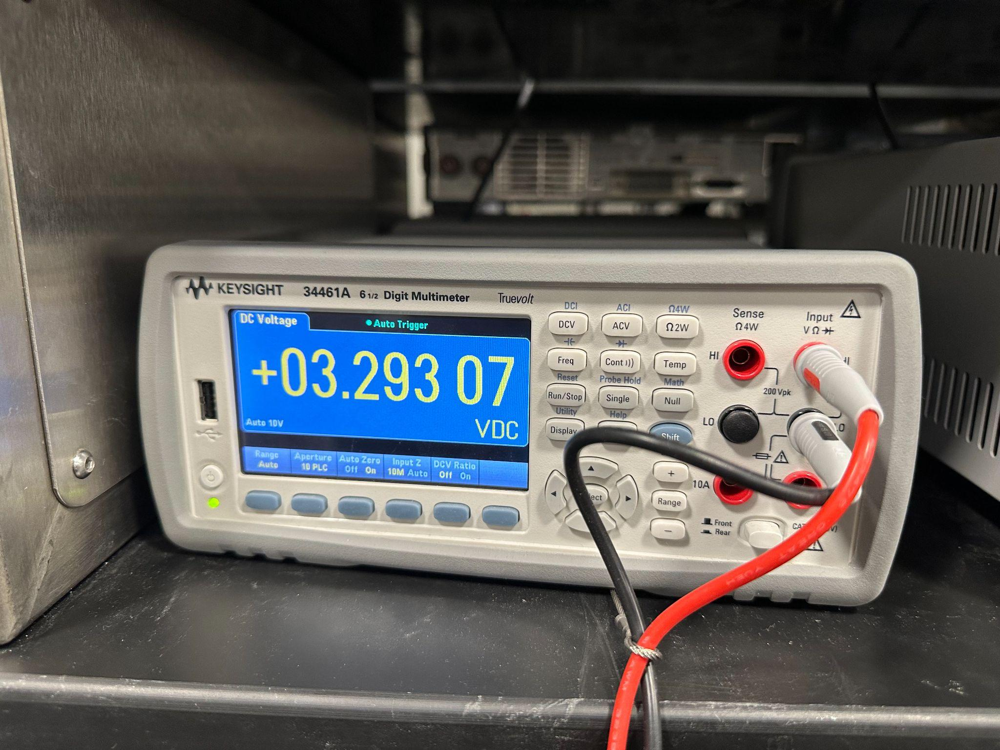 KEYSIGHT 34461A 6 1/2 Digit Multimeter Truevolt
DC Voltage
Auto Trigger
+03.293 07
Auto 10V
VDC
Range
Auto
Aperture
10 PLC
Auto Zero
Off On
Input Z
10M Auto
DCV Ratio
Off On
DCI ACI Ω4W
DCV ACV Ω2W
Freq Cont Temp
Reset Probe Hold Math
Run/Stop Single Null
Utility Help
Display Shift
+
Range
−
Sense
Ω4W
Input
VΩ
HI
200 Vpk
LO
10A
Front
Rear